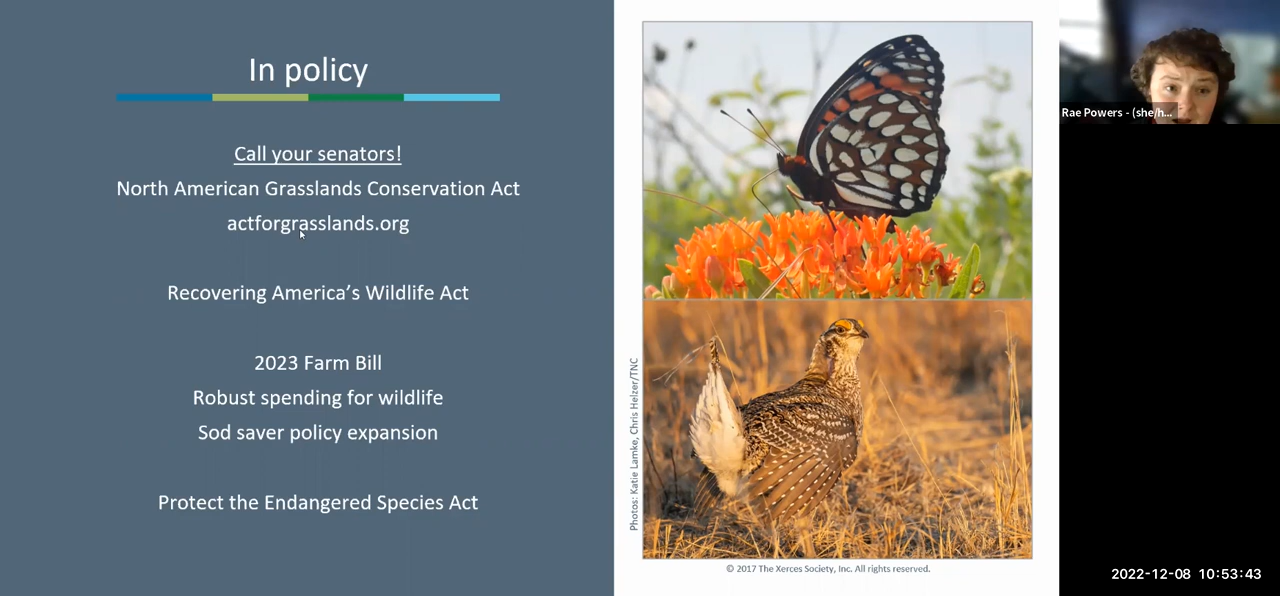 In policy
Call your senators!
North American Grasslands Conservation Act
actforgrasslands.org
Recovering America's Wildlife Act
2023 Farm Bill
Robust spending for wildlife
Sod saver policy expansion
Protect the Endangered Species Act
Photos: Katie Lamke, Chris Helzer/TNC
© 2017 The Xerces Society, Inc. All rights reserved.
Rae Powers - (she/h...
2022-12-08 10:53:43